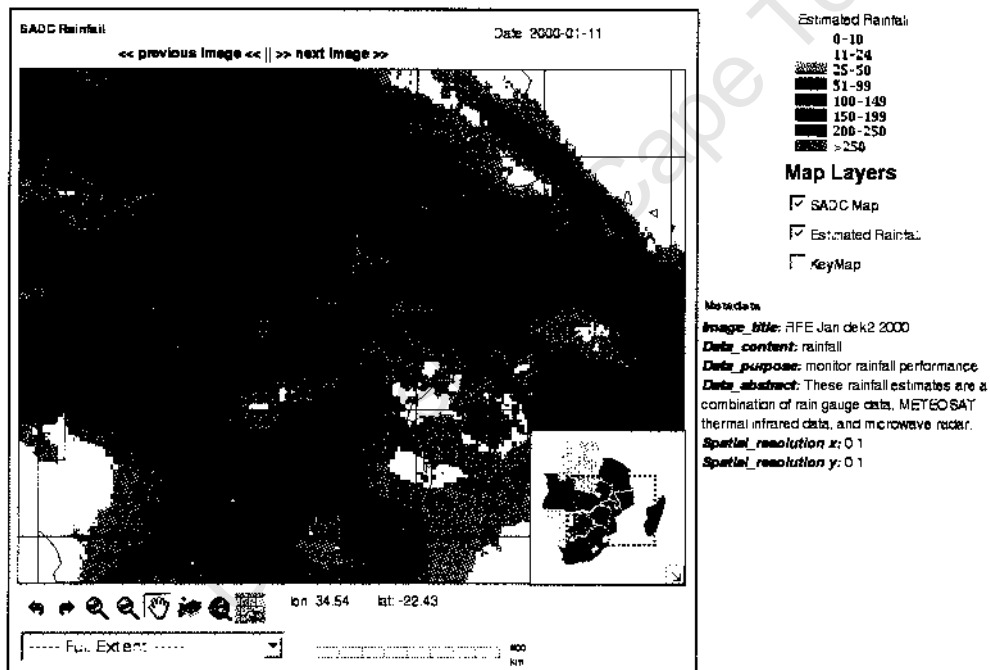 SADC Rainfall
Date 2000-01-11
<< previous image << || >> next image >>
lon 34.54 lat: -22.43
----- Full Extent -----
km
Estimated Rainfall
0-10
11-24
25-50
51-99
100-149
150-199
200-250
>250
Map Layers
SADC Map
Estimated Rainfall
KeyMap
Metadata
Image_title: RFE Jan dek2 2000
Data_content: rainfall
Data_purpose: monitor rainfall performance
Data_abstract: These rainfall estimates are a
combination of rain gauge data, METEOSAT
thermal infrared data, and microwave radar.
Spatial_resolution x: 0.1
Spatial_resolution y: 0.1
Cape